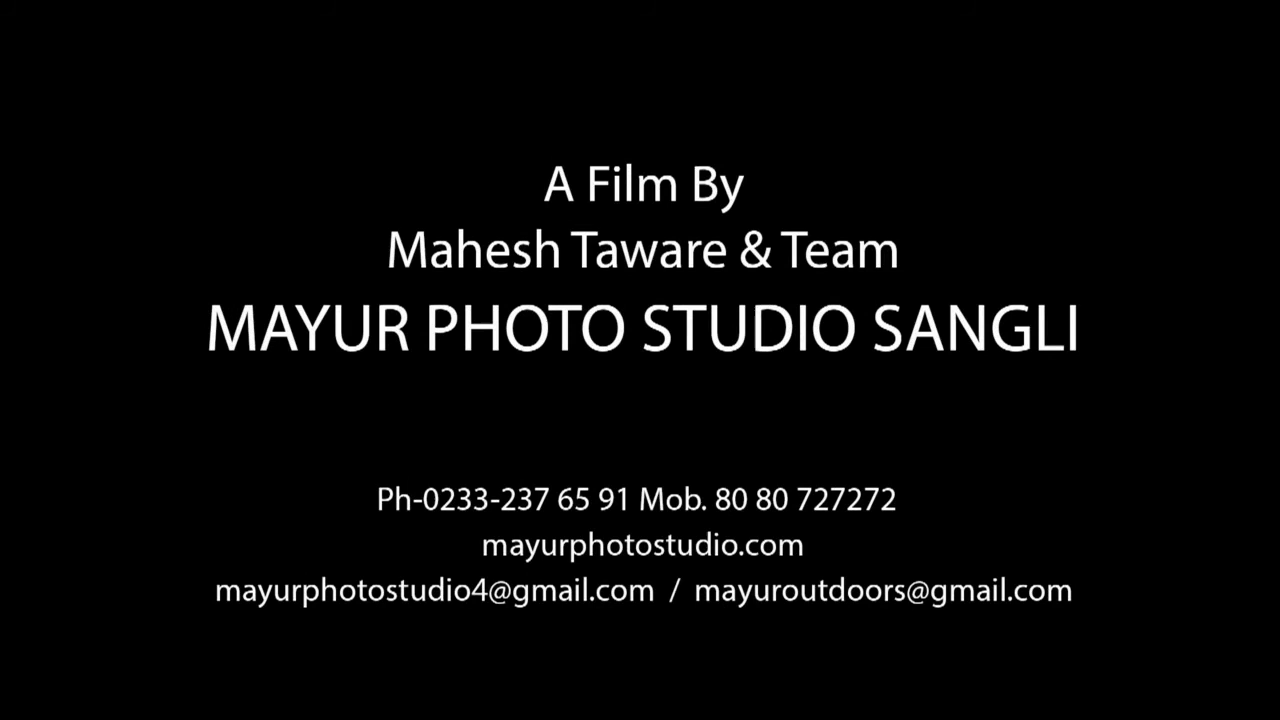 A Film By
Mahesh Taware & Team
MAYUR PHOTO STUDIO SANGLI
Ph-0233-237 65 91 Mob. 80 80 727272
mayurphotostudio.com
mayurphotostudio4@gmail.com / mayuroutdoors@gmail.com